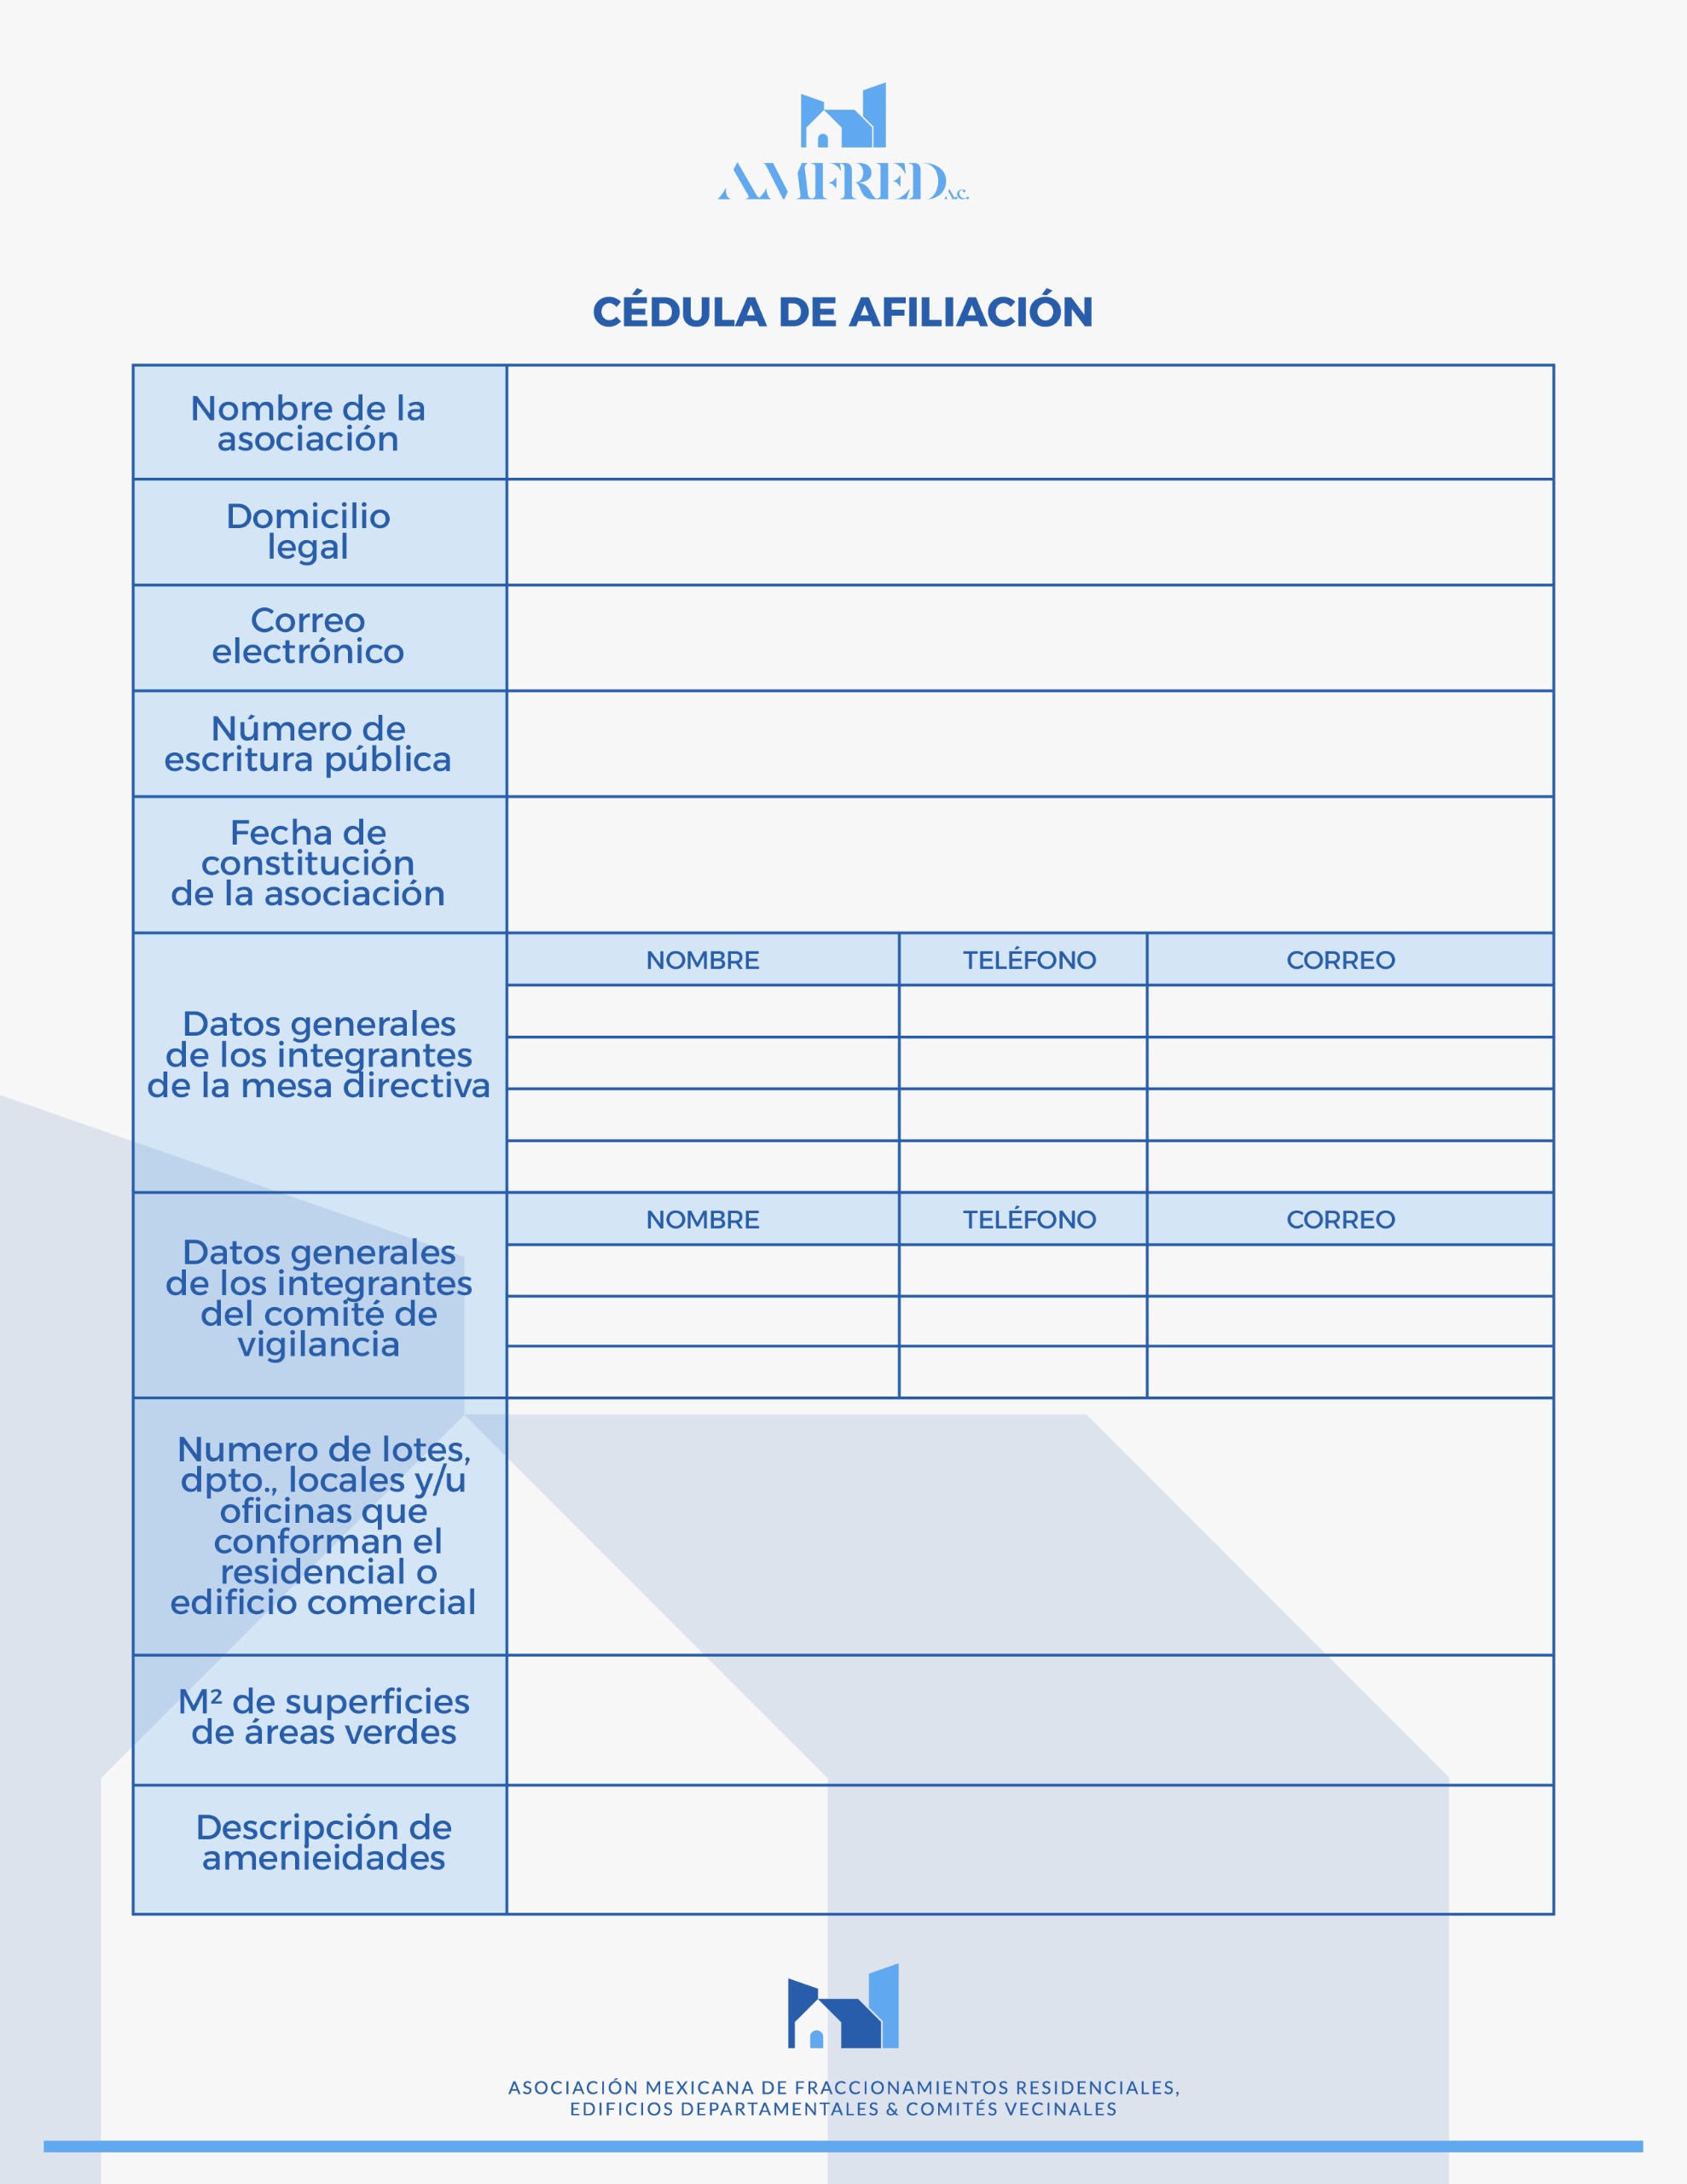 AMFRED A.C.
CÉDULA DE AFILIACIÓN
Nombre de la
asociación
Domicilio
legal
Correo
electrónico
Número de
escritura pública
Fecha de
constitución
de la asociación
Datos generales
de los integrantes
de la mesa directiva
NOMBRE TELÉFONO CORREO
Datos generales
de los integrantes
del comité de
vigilancia
NOMBRE TELÉFONO CORREO
Numero de lotes,
dpto., locales y/u
oficinas que
conforman el
residencial o
edificio comercial
M² de superficies
de áreas verdes
Descripción de
amenieidades
ASOCIACIÓN MEXICANA DE FRACCIONAMIENTOS RESIDENCIALES,
EDIFICIOS DEPARTAMENTALES & COMITÉS VECINALES